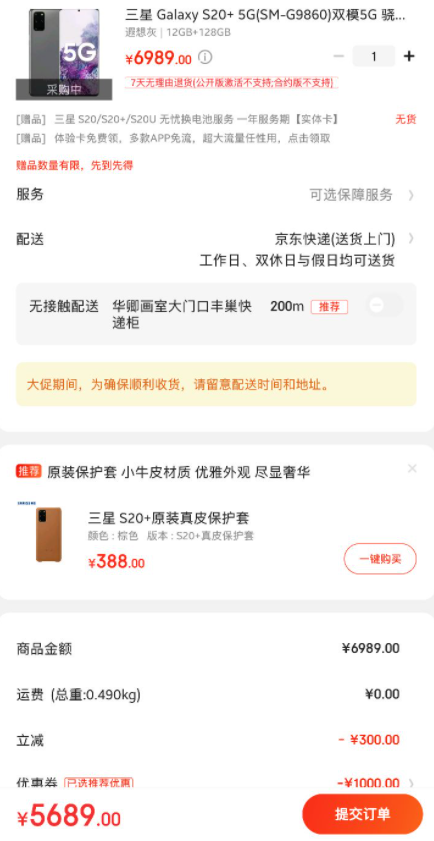 三星 Galaxy S20+ 5G(SM-G9860)双模5G 骁...
遐想灰 | 12GB+128GB
5G
¥6989.00
1
采购中
7天无理由退货(公开版激活不支持;合约版不支持)
[赠品] 三星 S20/S20+/S20U 无忧换电池服务 一年服务期【实体卡】 无货
[赠品] 体验卡免费领，多款APP免流，超大流量任性用，点击领取
赠品数量有限，先到先得
服务 可选保障服务
配送 京东快递(送货上门)
工作日、双休日与假日均可送货
无接触配送 华卿画室大门口丰巢快递柜 200m 推荐
大促期间，为确保顺利收货，请留意配送时间和地址。
推荐 原装保护套 小牛皮材质 优雅外观 尽显奢华
SAMSUNG
三星 S20+原装真皮保护套
颜色 : 棕色 版本 : S20+真皮保护套
¥388.00
一键购买
商品金额 ¥6989.00
运费 (总重:0.490kg) ¥0.00
立减 - ¥300.00
优惠券 已选推荐优惠 -¥1000.00
¥5689.00 提交订单